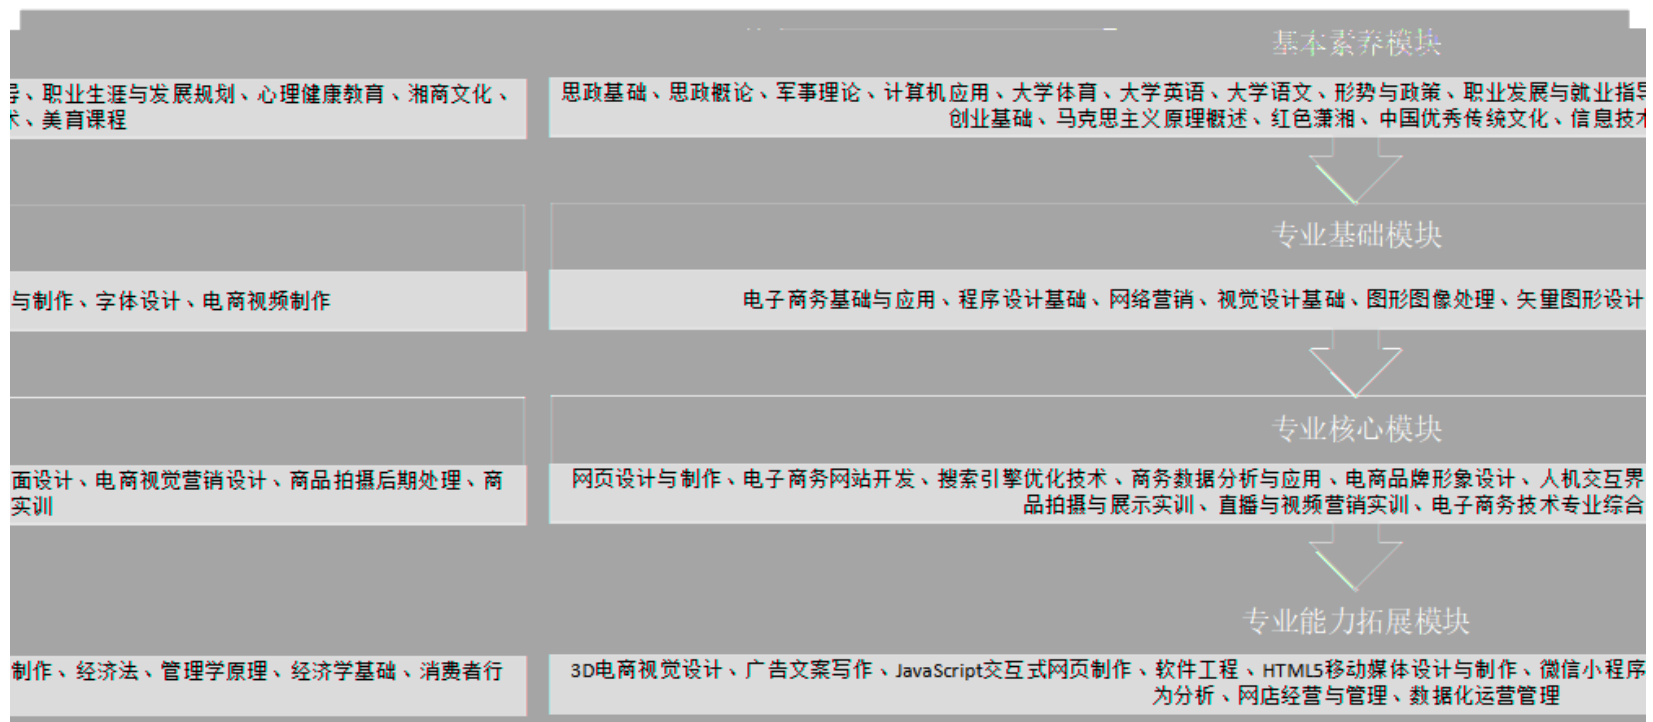 基本素养模块
思政基础、思政概论、军事理论、计算机应用、大学体育、大学英语、大学语文、形势与政策、职业发展与就业指导
、职业生涯与发展规划、心理健康教育、湘商文化、
创业基础、马克思主义原理概述、红色潇湘、中国优秀传统文化、信息技术
、美育课程
专业基础模块
电子商务基础与应用、程序设计基础、网络营销、视觉设计基础、图形图像处理、矢量图形设计
与制作、字体设计、电商视频制作
专业核心模块
网页设计与制作、电子商务网站开发、搜索引擎优化技术、商务数据分析与应用、电商品牌形象设计、人机交互界
面设计、电商视觉营销设计、商品拍摄后期处理、商
品拍摄与展示实训、直播与视频营销实训、电子商务技术专业综合
实训
专业能力拓展模块
3D电商视觉设计、广告文案写作、JavaScript交互式网页制作、软件工程、HTML5移动媒体设计与制作、微信小程序
制作、经济法、管理学原理、经济学基础、消费者行
为分析、网店经营与管理、数据化运营管理